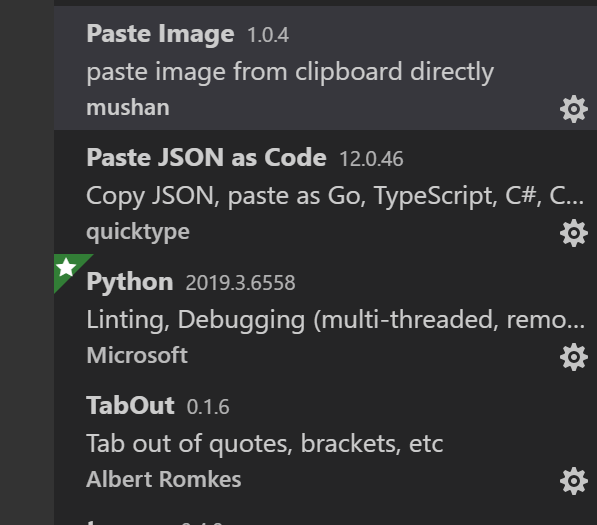 Paste Image 1.0.4
paste image from clipboard directly
mushan
Paste JSON as Code 12.0.46
Copy JSON, paste as Go, TypeScript, C#, C...
quicktype
Python 2019.3.6558
Linting, Debugging (multi-threaded, remo...
Microsoft
TabOut 0.1.6
Tab out of quotes, brackets, etc
Albert Romkes